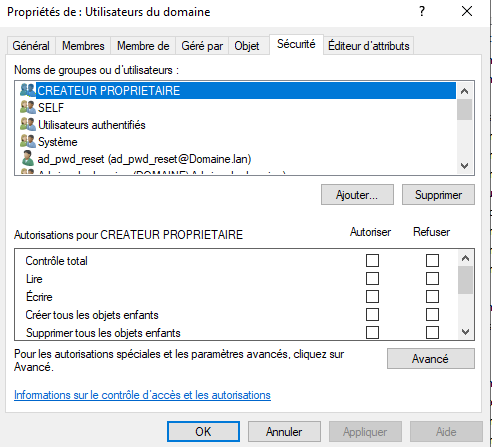 Propriétés de : Utilisateurs du domaine
Général Membres Membre de Géré par Objet Sécurité Éditeur d'attributs
Noms de groupes ou d'utilisateurs :
CREATEUR PROPRIETAIRE
SELF
Utilisateurs authentifiés
Système
ad_pwd_reset (ad_pwd_reset@Domaine.lan)
Ajouter... Supprimer
Autorisations pour CREATEUR PROPRIETAIRE Autoriser Refuser
Contrôle total
Lire
Écrire
Créer tous les objets enfants
Supprimer tous les objets enfants
Pour les autorisations spéciales et les paramètres avancés, cliquez sur
Avancé.
Avancé
Informations sur le contrôle d'accès et les autorisations
OK Annuler Appliquer Aide